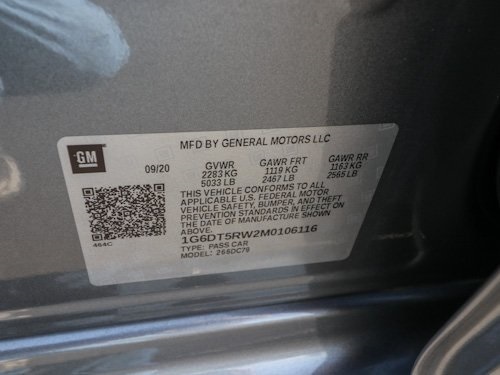 MFD BY GENERAL MOTORS LLC
GM
09/20
GVWR GAWR FRT GAWR RR
2283 KG 1119 KG 1163 KG
5033 LB 2467 LB 2565 LB
THIS VEHICLE CONFORMS TO ALL
APPLICABLE U.S. FEDERAL MOTOR
VEHICLE SAFETY, BUMPER, AND THEFT
PREVENTION STANDARDS IN EFFECT
ON THE DATE OF MANUFACTURE SHOWN
ABOVE.
1G6DT5RW2M0106116
TYPE: PASS CAR
MODEL: 266DC79
464C